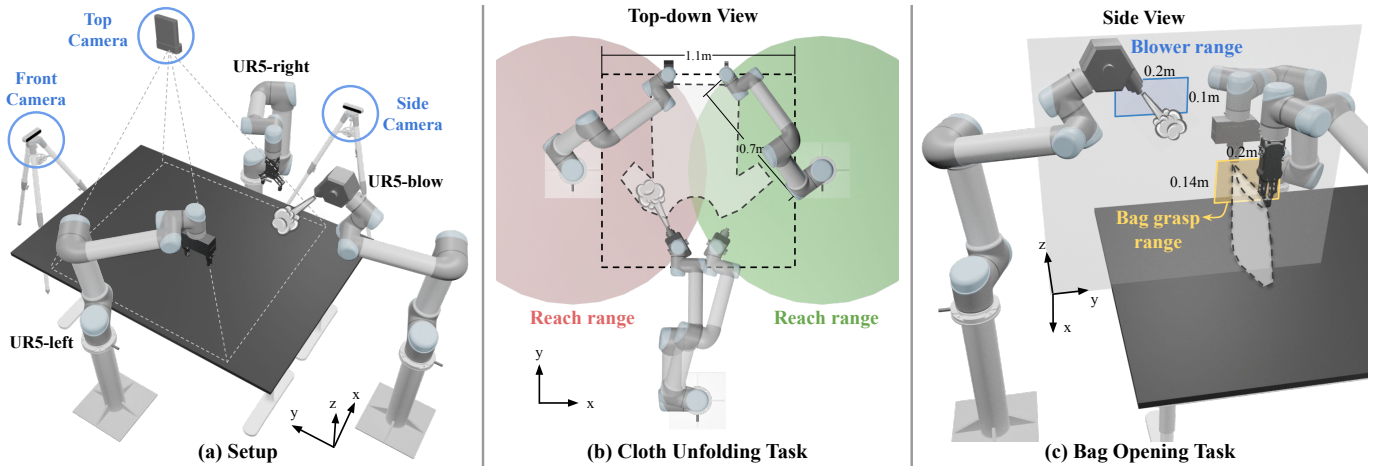 Top
Camera
UR5-right
Front
Camera
Side
Camera
UR5-blow
UR5-left
y
z
x
(a) Setup
Top-down View
1.1m
0.7m
Reach range
Reach range
y
x
(b) Cloth Unfolding Task
Side View
Blower range
0.2m
0.1m
0.2m
0.14m
Bag grasp
range
z
y
x
(c) Bag Opening Task